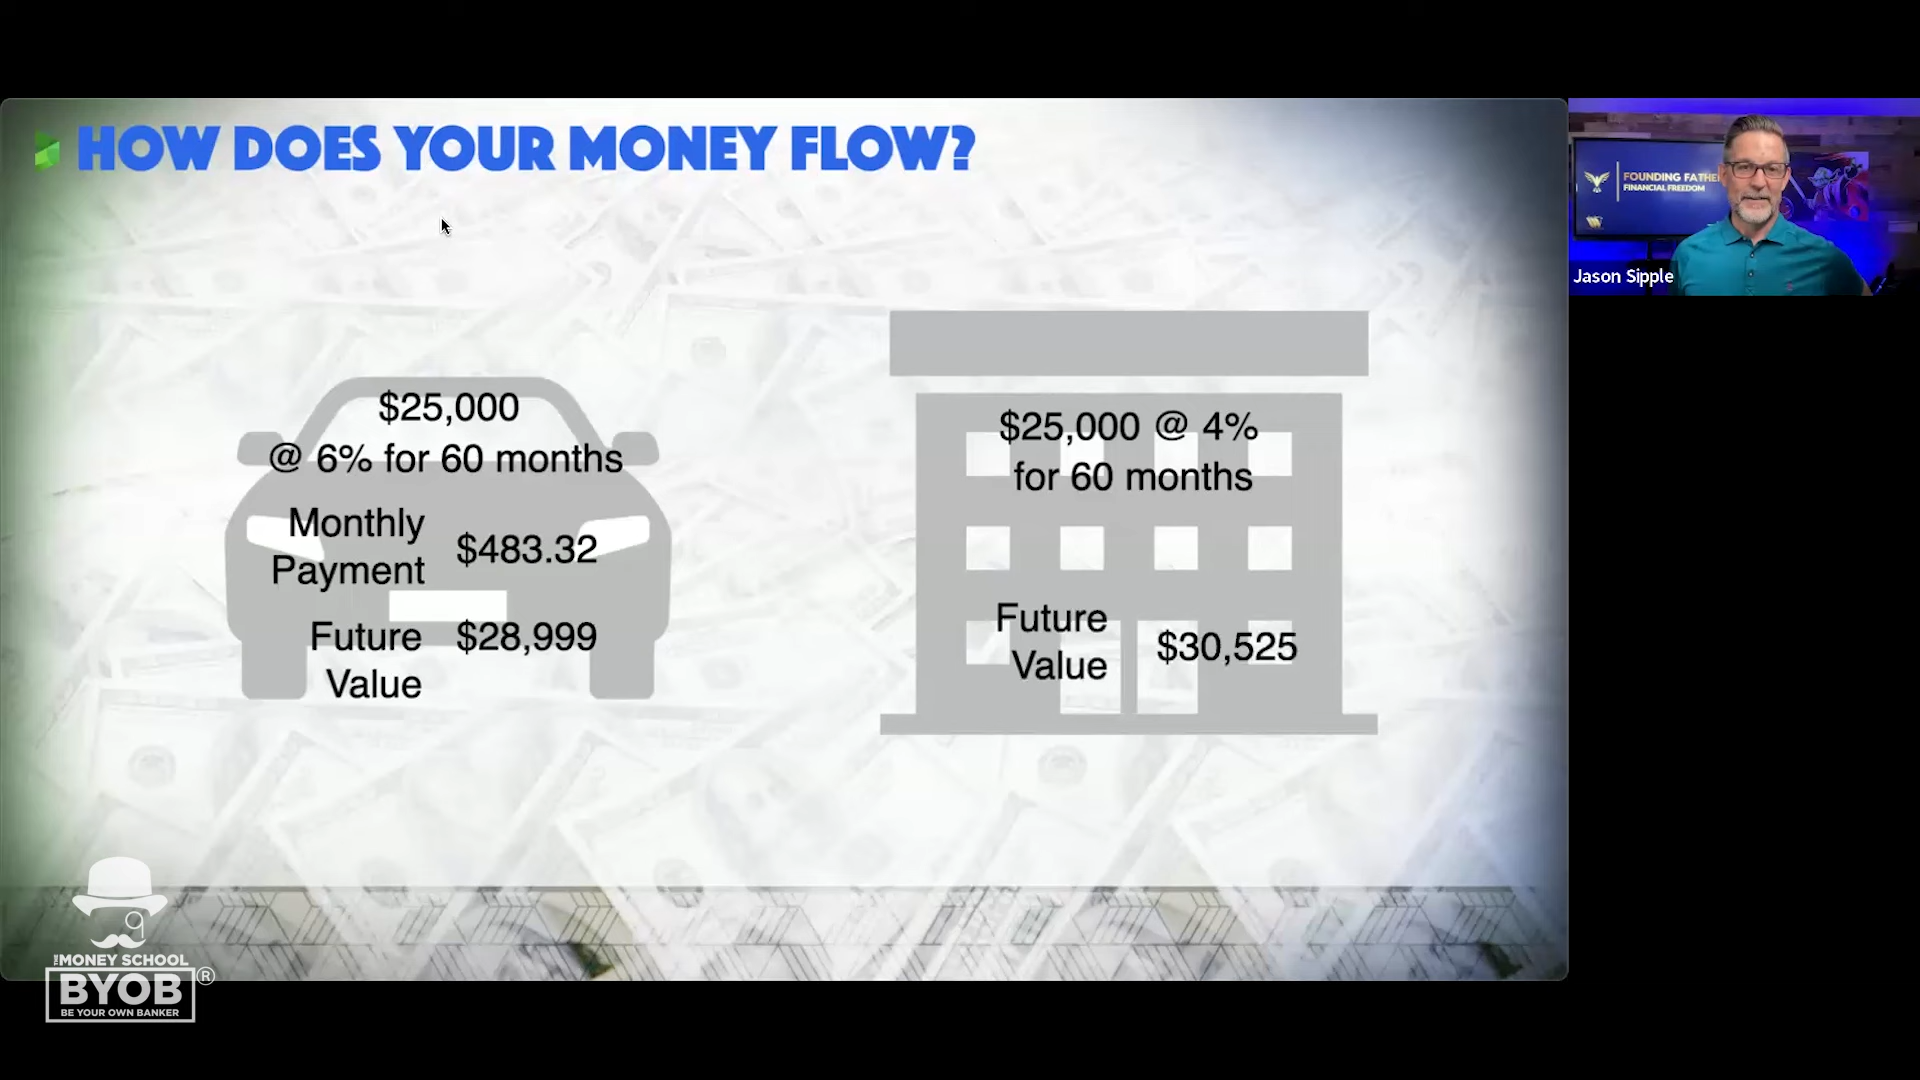 HOW DOES YOUR MONEY FLOW?
$25,000
@ 6% for 60 months
Monthly
Payment
$483.32
Future
Value
$28,999
$25,000 @ 4%
for 60 months
Future
Value
$30,525
FOUNDING FATHE
FINANCIAL FREEDOM
Jason Sipple
THE MONEY SCHOOL
BYOB®
BE YOUR OWN BANKER